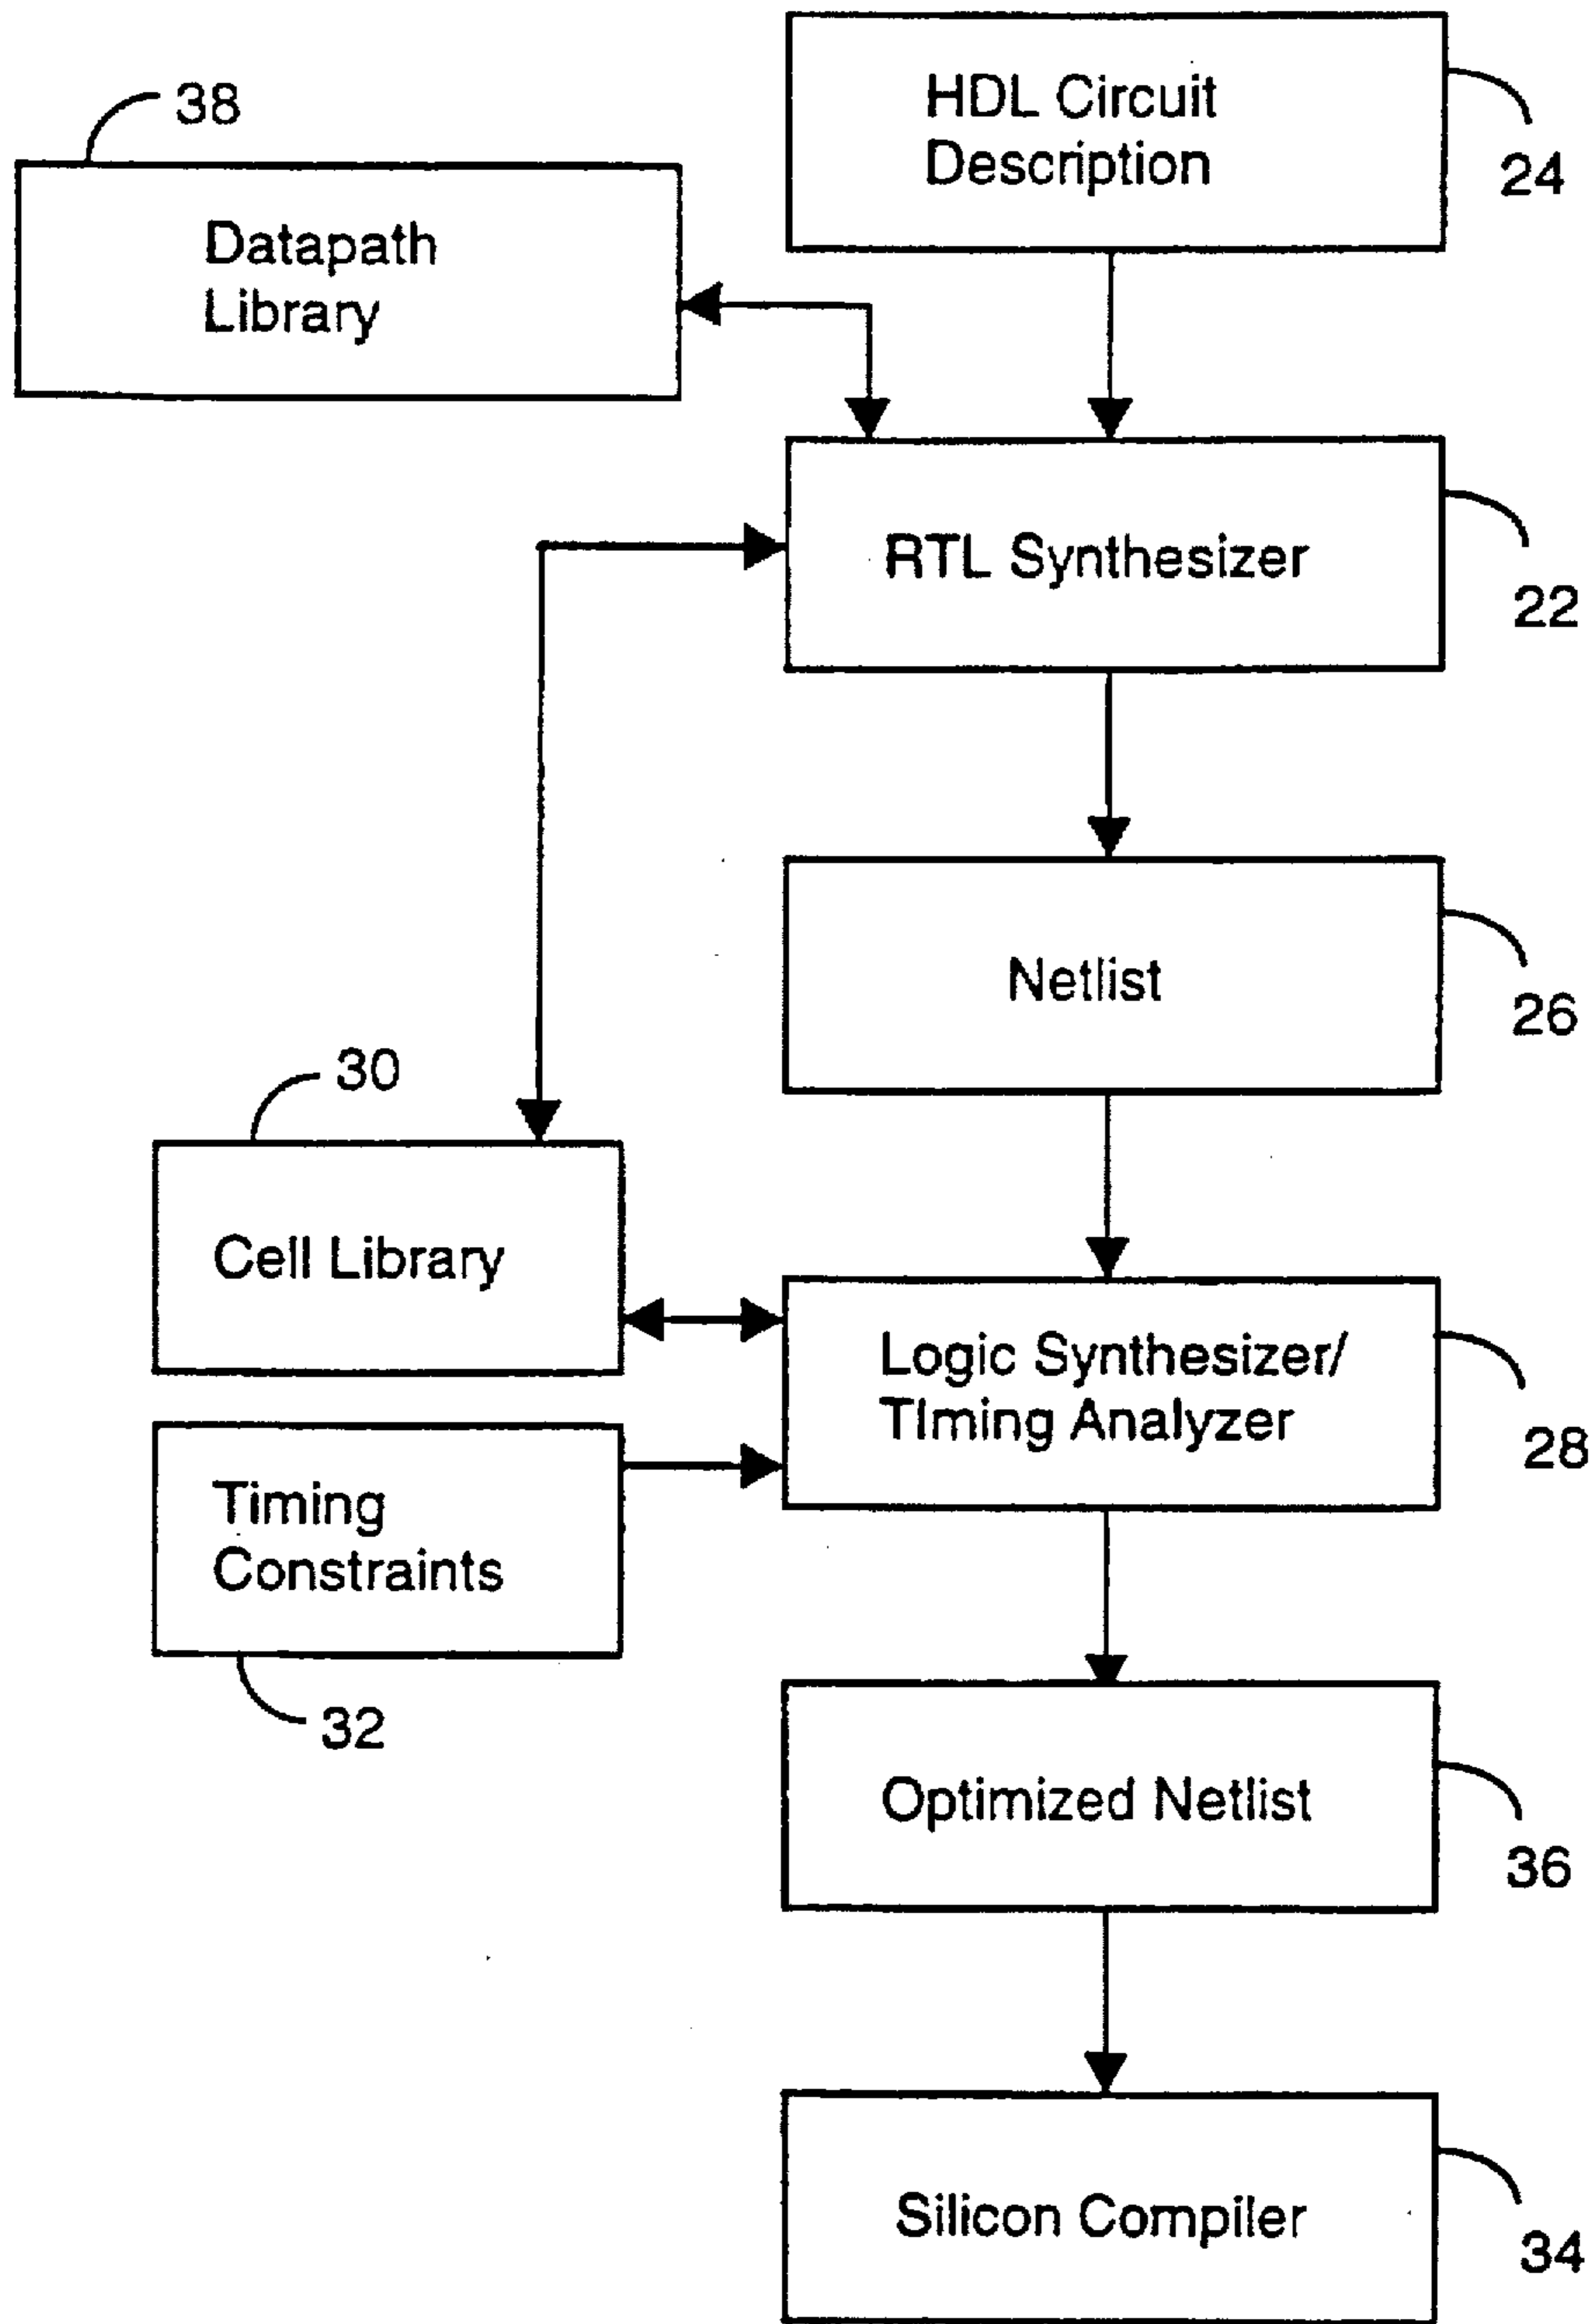 HDL Circuit
Description
24
38
Datapath
Library
RTL Synthesizer
22
Netlist
26
30
Cell Library
Logic Synthesizer/
TIming Analyzer
28
Timing
Constraints
32
Optimized Netlist
36
Silicon Compiler
34